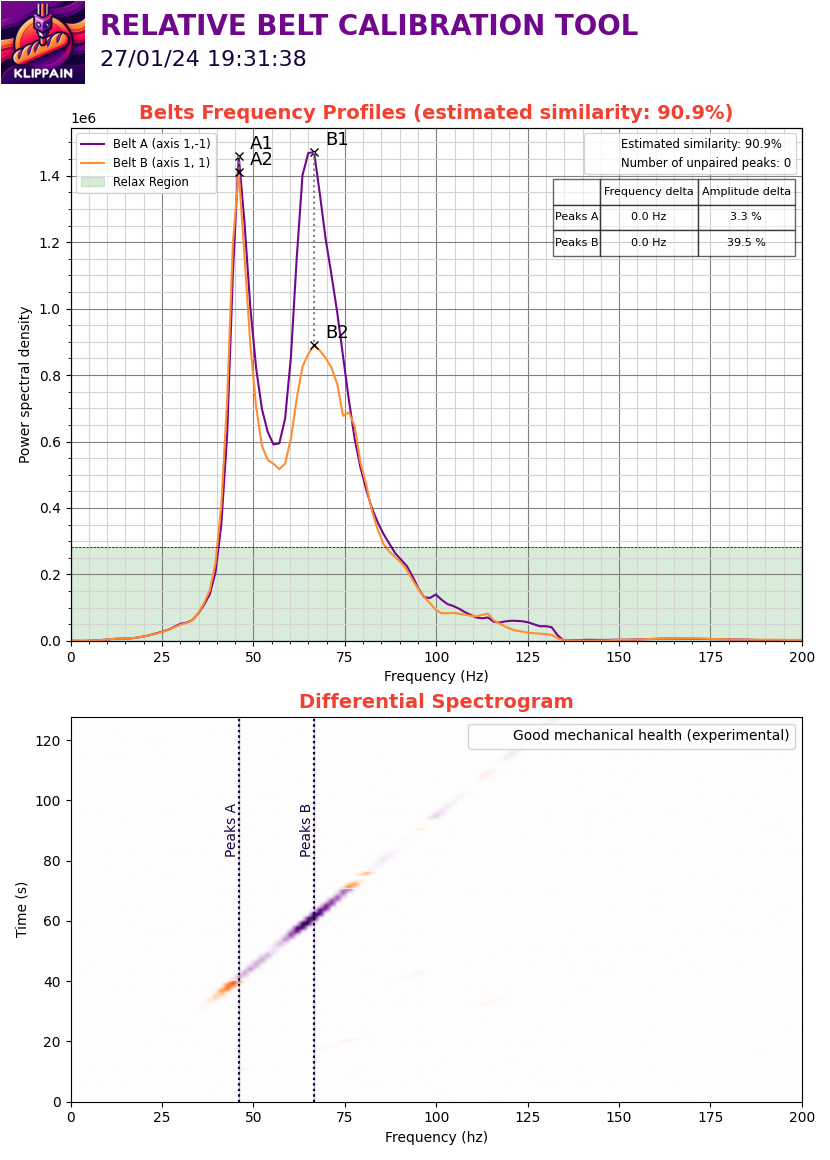 KLIPPAIN
RELATIVE BELT CALIBRATION TOOL
27/01/24 19:31:38
Belts Frequency Profiles (estimated similarity: 90.9%)
1e6
Belt A (axis 1,-1)
Belt B (axis 1, 1)
Relax Region
A1
A2
B1
B2
Estimated similarity: 90.9%
Number of unpaired peaks: 0
Frequency delta Amplitude delta
Peaks A 0.0 Hz 3.3 %
Peaks B 0.0 Hz 39.5 %
Power spectral density
1.4
1.2
1.0
0.8
0.6
0.4
0.2
0.0
0 25 50 75 100 125 150 175 200
Frequency (Hz)
Differential Spectrogram
Good mechanical health (experimental)
Peaks A
Peaks B
Time (s)
120
100
80
60
40
20
0
0 25 50 75 100 125 150 175 200
Frequency (hz)